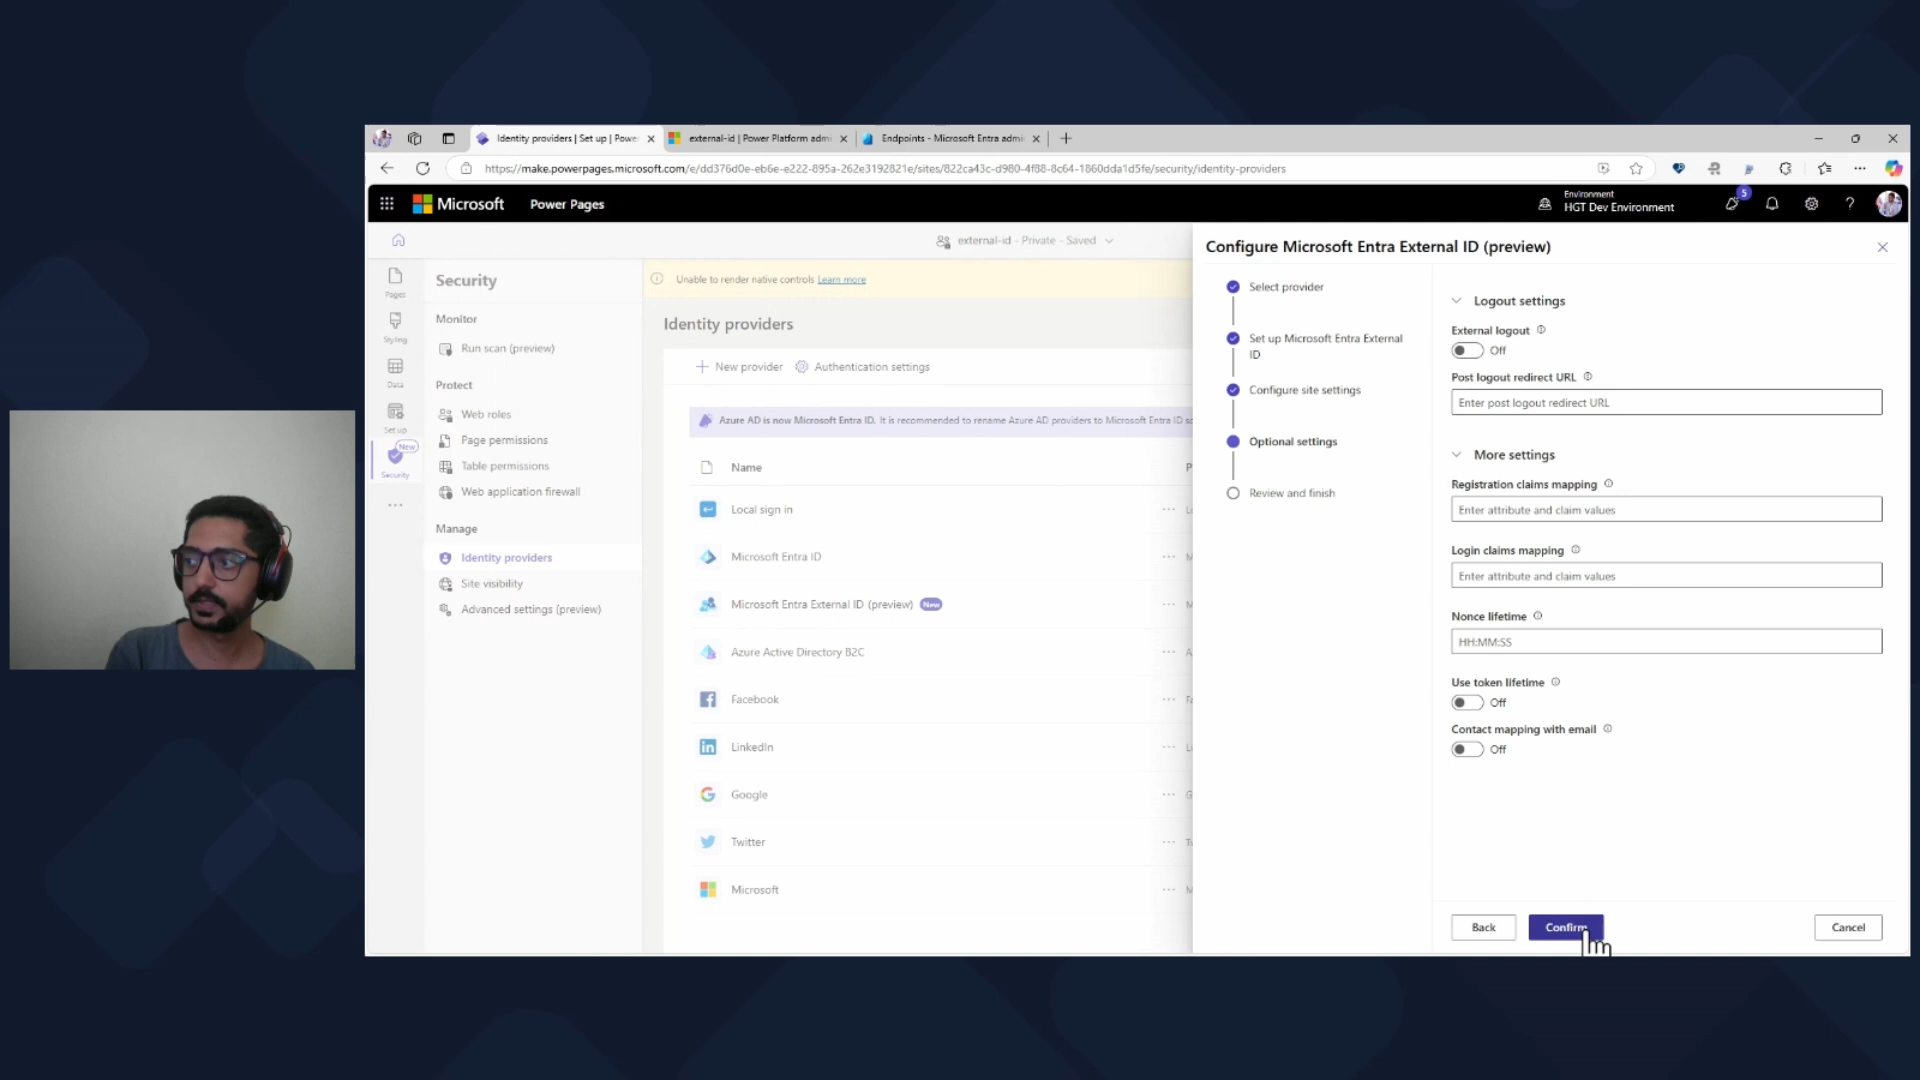 Identity providers | Set up | Powe
external-id | Power Platform admi
Endpoints - Microsoft Entra admi
https://make.powerpages.microsoft.com/e/dd376d0e-eb6e-e222-895a-262e3192821e/sites/822ca43c-d980-4f88-8c64-1860dda1d5fe/security/identity-providers
Microsoft
Power Pages
Environment
HGT Dev Environment
5
external-id - Private - Saved
Pages
Styling
Data
Set up
New
Security
Security
Monitor
Run scan (preview)
Protect
Web roles
Page permissions
Table permissions
Web application firewall
Manage
Identity providers
Site visibility
Advanced settings (preview)
Unable to render native controls Learn more
Identity providers
New provider
Authentication settings
Azure AD is now Microsoft Entra ID. It is recommended to rename Azure AD providers to Microsoft Entra ID
Name
P
Local sign in
Microsoft Entra ID
Microsoft Entra External ID (preview) New
Azure Active Directory B2C
Facebook
LinkedIn
Google
Twitter
Microsoft
Configure Microsoft Entra External ID (preview)
Select provider
Set up Microsoft Entra External
ID
Configure site settings
Optional settings
Review and finish
Logout settings
External logout
Off
Post logout redirect URL
Enter post logout redirect URL
More settings
Registration claims mapping
Enter attribute and claim values
Login claims mapping
Enter attribute and claim values
Nonce lifetime
HH:MM:SS
Use token lifetime
Off
Contact mapping with email
Off
Back
Confirm
Cancel